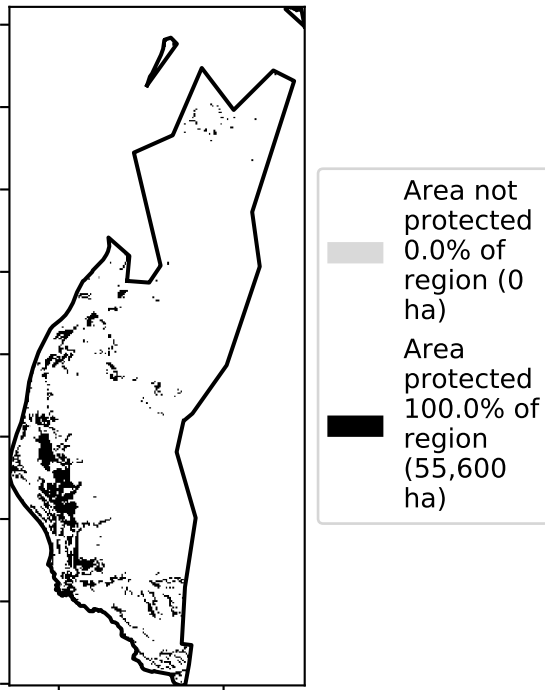 Area not
protected
0.0% of
region (0
ha)
Area
protected
100.0% of
region
(55,600
ha)